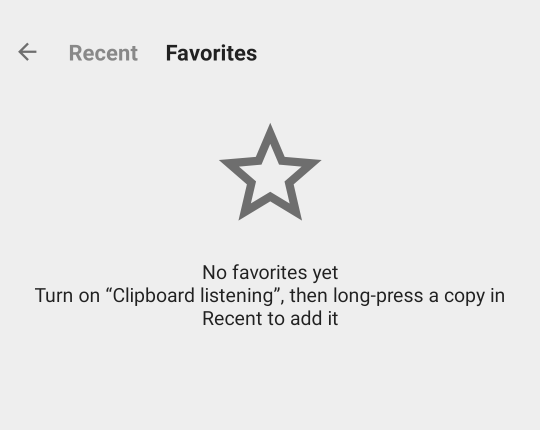 Recent Favorites
No favorites yet
Turn on “Clipboard listening”, then long-press a copy in
Recent to add it